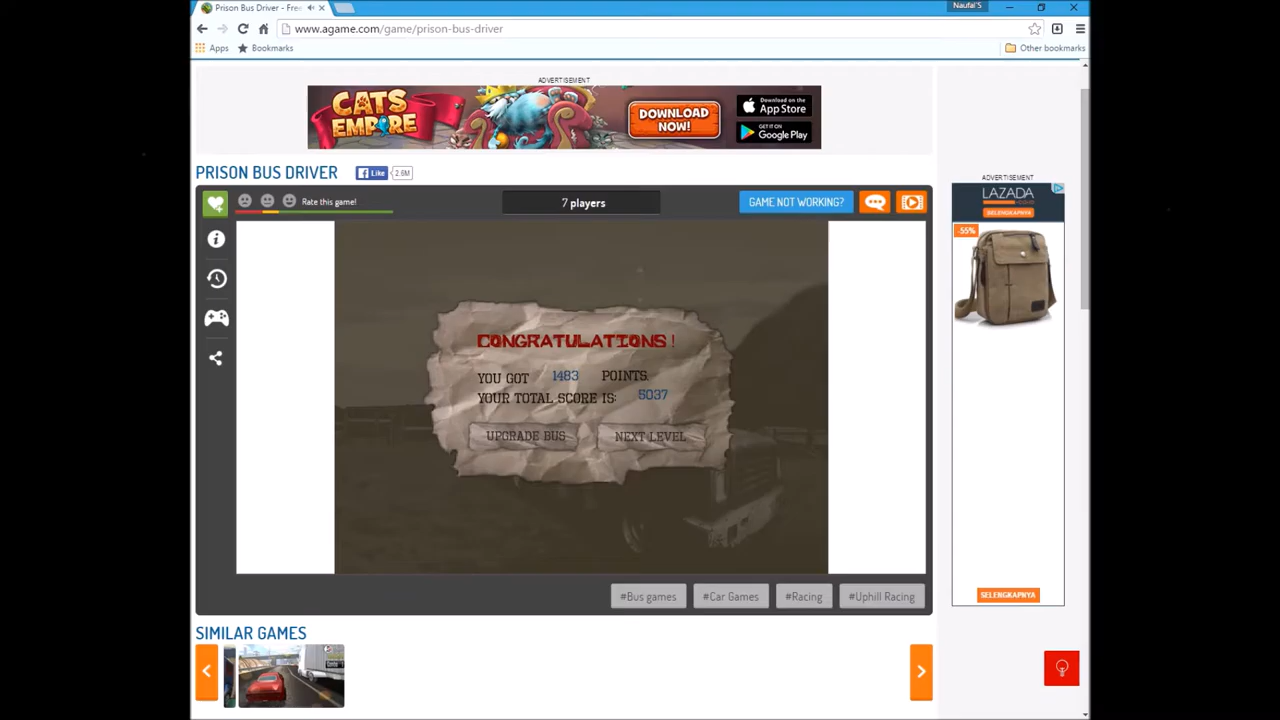 Prison Bus Driver - Free
Naufal'S
www.agame.com/game/prison-bus-driver
Apps
Bookmarks
Other bookmarks
ADVERTISEMENT
CATS EMPIRE
DOWNLOAD NOW!
Download on the App Store
GET IT ON Google Play
PRISON BUS DRIVER
Like
2.6M
ADVERTISEMENT
LAZADA
SELENGKAPNYA
-55%
Rate this game!
7 players
GAME NOT WORKING?
CONGRATULATIONS !
YOU GOT 1483 POINTS.
YOUR TOTAL SCORE IS: 5037
UPGRADE BUS
NEXT LEVEL
#Bus games
#Car Games
#Racing
#Uphill Racing
SELENGKAPNYA
SIMILAR GAMES